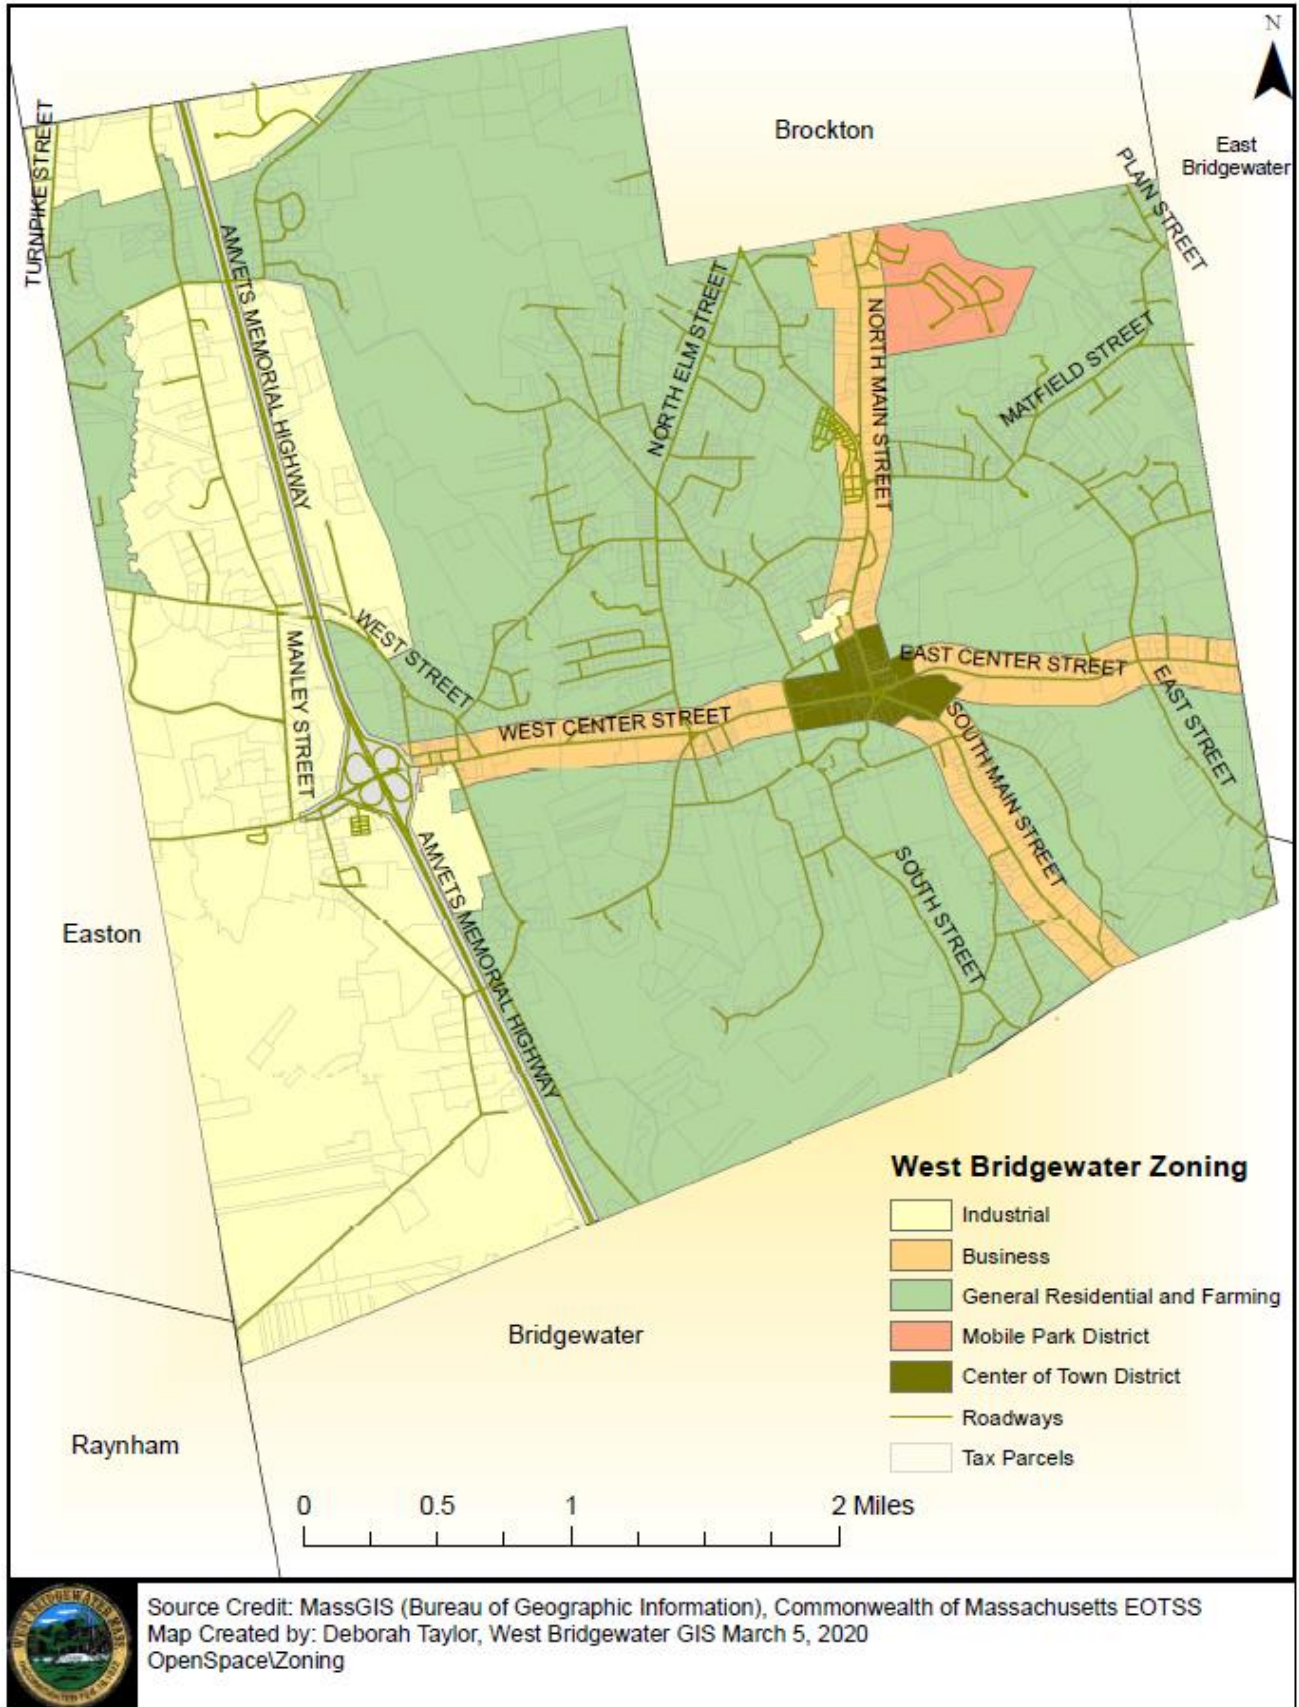 N
Brockton
East
Bridgewater
PLAIN STREET
TURNPIKE STREET
AMVETS MEMORIAL HIGHWAY
NORTH ELM STREET
NORTH MAIN STREET
MATFIELD STREET
WEST STREET
MANLEY STREET
EAST CENTER STREET
EAST STREET
WEST CENTER STREET
SOUTH MAIN STREET
SOUTH STREET
AMVETS MEMORIAL HIGHWAY
Easton
Bridgewater
Raynham
West Bridgewater Zoning
Industrial
Business
General Residential and Farming
Mobile Park District
Center of Town District
Roadways
Tax Parcels
0 0.5 1 2 Miles
WEST BRIDGEWATER MASS.
Source Credit: MassGIS (Bureau of Geographic Information), Commonwealth of Massachusetts EOTSS
Map Created by: Deborah Taylor, West Bridgewater GIS March 5, 2020
OpenSpace\Zoning